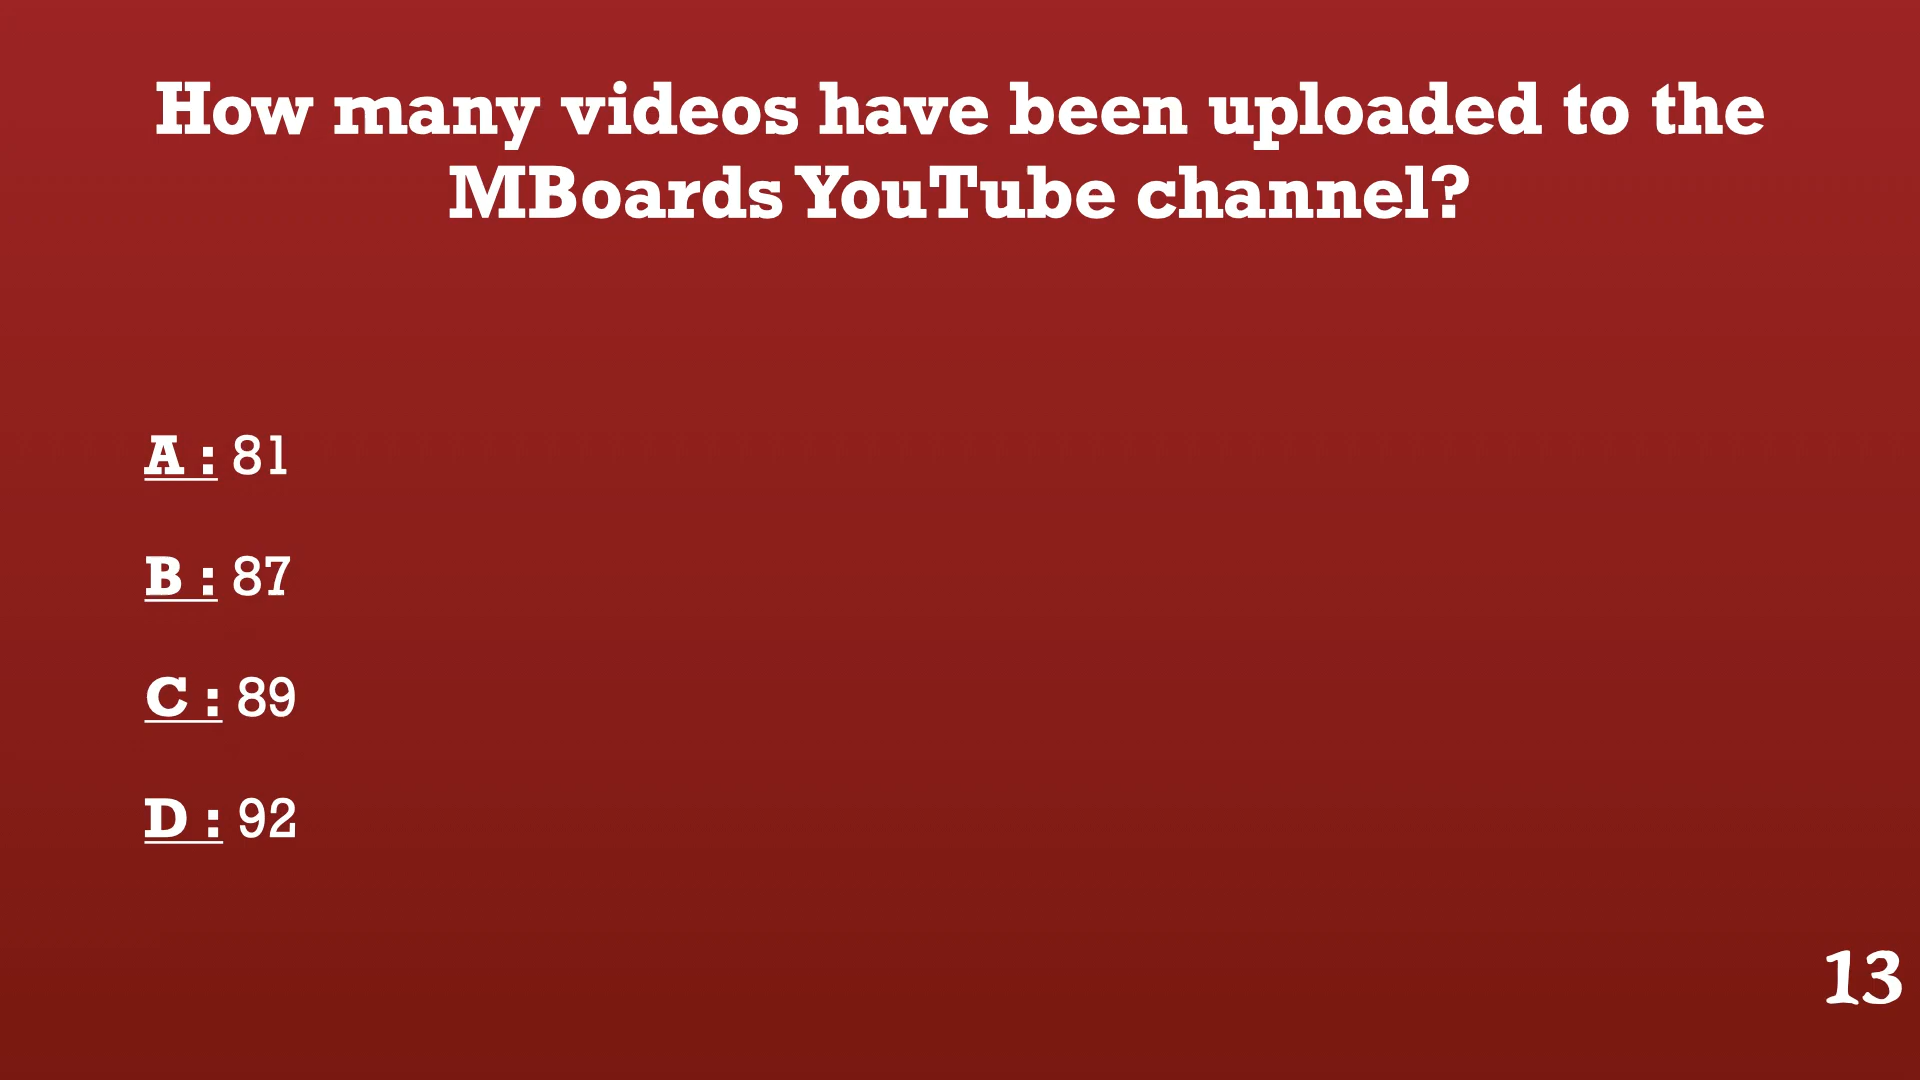 How many videos have been uploaded to the
MBoards YouTube channel?
A : 81
B : 87
C : 89
D : 92
13